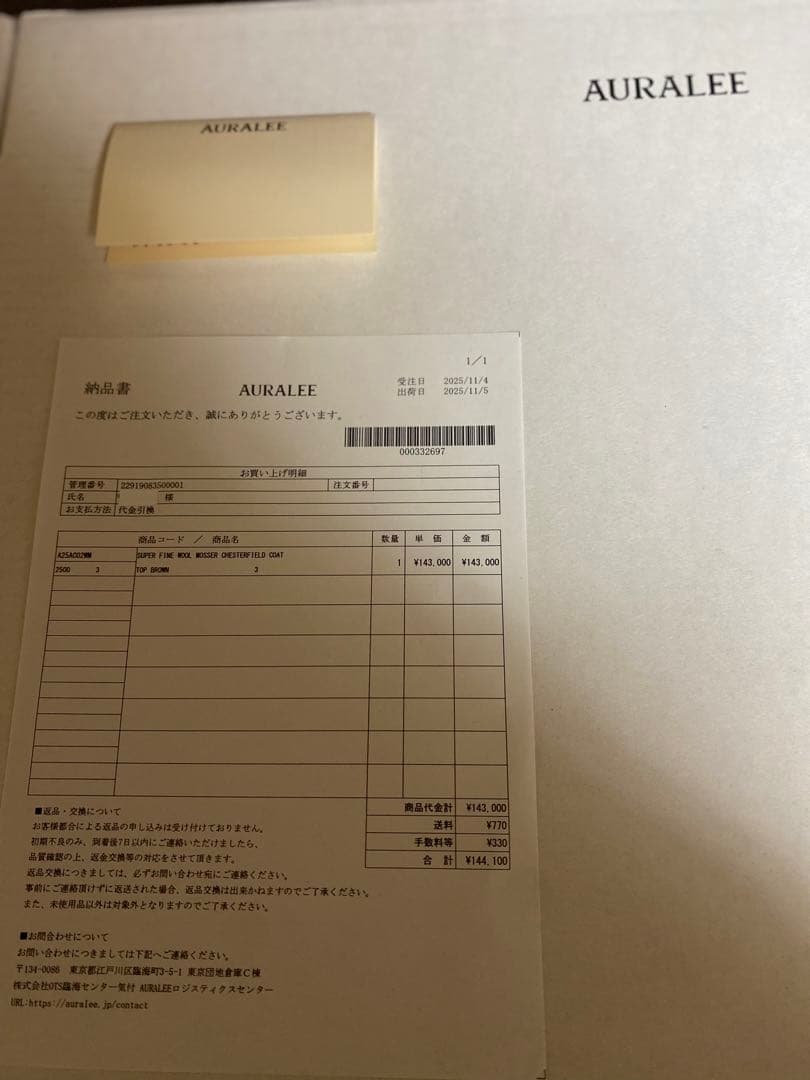 AURALEE
AURALEE
1/1
納品書
AURALEE
受注日 2025/11/4
出荷日 2025/11/5
この度はご注文いただき、誠にありがとうございます。
000332697
お買い上げ明細
管理番号 22919083500001 注文番号
氏名 様
お支払方法 代金引換
商品コード / 商品名 数量 単価 金額
A25AC02WM SUPER FINE WOOL MOSSER CHESTERFIELD COAT
1 ¥143,000 ¥143,000
2500 3 TOP BROWN 3
商品代金計 ¥143,000
送料 ¥770
手数料等 ¥330
合計 ¥144,100
■返品・交換について
お客様都合による返品の申し込みは受け付けておりません。
初期不良のみ、到着後7日以内にご連絡いただけましたら、
品質確認の上、返金交換等の対応をさせて頂きます。
返品交換につきましては、必ずお問い合わせ宛にご連絡ください。
事前にご連絡頂けずに返送された場合、返品交換は出来かねますのでご了承ください。
また、未使用品以外は対象外となりますのでご了承ください。
■お問合わせについて
お問い合わせにつきましては下記へご連絡ください。
〒134-0086 東京都江戸川区臨海町3-5-1 東京団地倉庫C棟
株式会社OTS臨海センター気付 AURALEEロジスティクスセンター
URL:https://auralee.jp/contact